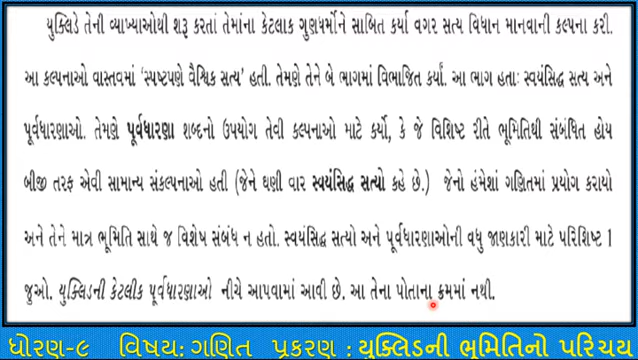 યુક્લિડે તેની વ્યાખ્યાઓથી શરૂ કરતાં તેમાંના કેટલાક ગુણધર્મોને સાબિત કર્યા વગર સત્ય વિધાન માનવાની કલ્પના કરી.
આ કલ્પનાઓ વાસ્તવમાં ‘સ્પષ્ટપણે વૈશ્વિક સત્ય’ હતી. તેમણે તેને બે ભાગમાં વિભાજિત કર્યાં. આ ભાગ હતાઃ સ્વયંસિદ્ધ સત્ય અને
પૂર્વધારણાઓ. તેમણે પૂર્વધારણા શબ્દનો ઉપયોગ તેવી કલ્પનાઓ માટે કર્યો, કે જે વિશિષ્ટ રીતે ભૂમિતિથી સંબંધિત હોય
બીજી તરફ એવી સામાન્ય સંકલ્પનાઓ હતી (જેને ઘણી વાર સ્વયંસિદ્ધ સત્યો કહે છે.) જેનો હંમેશાં ગણિતમાં પ્રયોગ કરાયો
અને તેને માત્ર ભૂમિતિ સાથે જ વિશેષ સંબંધ ન હતો. સ્વયંસિદ્ધ સત્યો અને પૂર્વધારણાઓની વધુ જાણકારી માટે પરિશિષ્ટ 1
જુઓ. યુક્લિડની કેટલીક પૂર્વધારણાઓ નીચે આપવામાં આવી છે. આ તેના પોતાના ક્રમમાં નથી.
ધોરણ-૯ વિષય: ગણિત પ્રકરણ : યુક્લિડની ભૂમિતિનો પરિચય